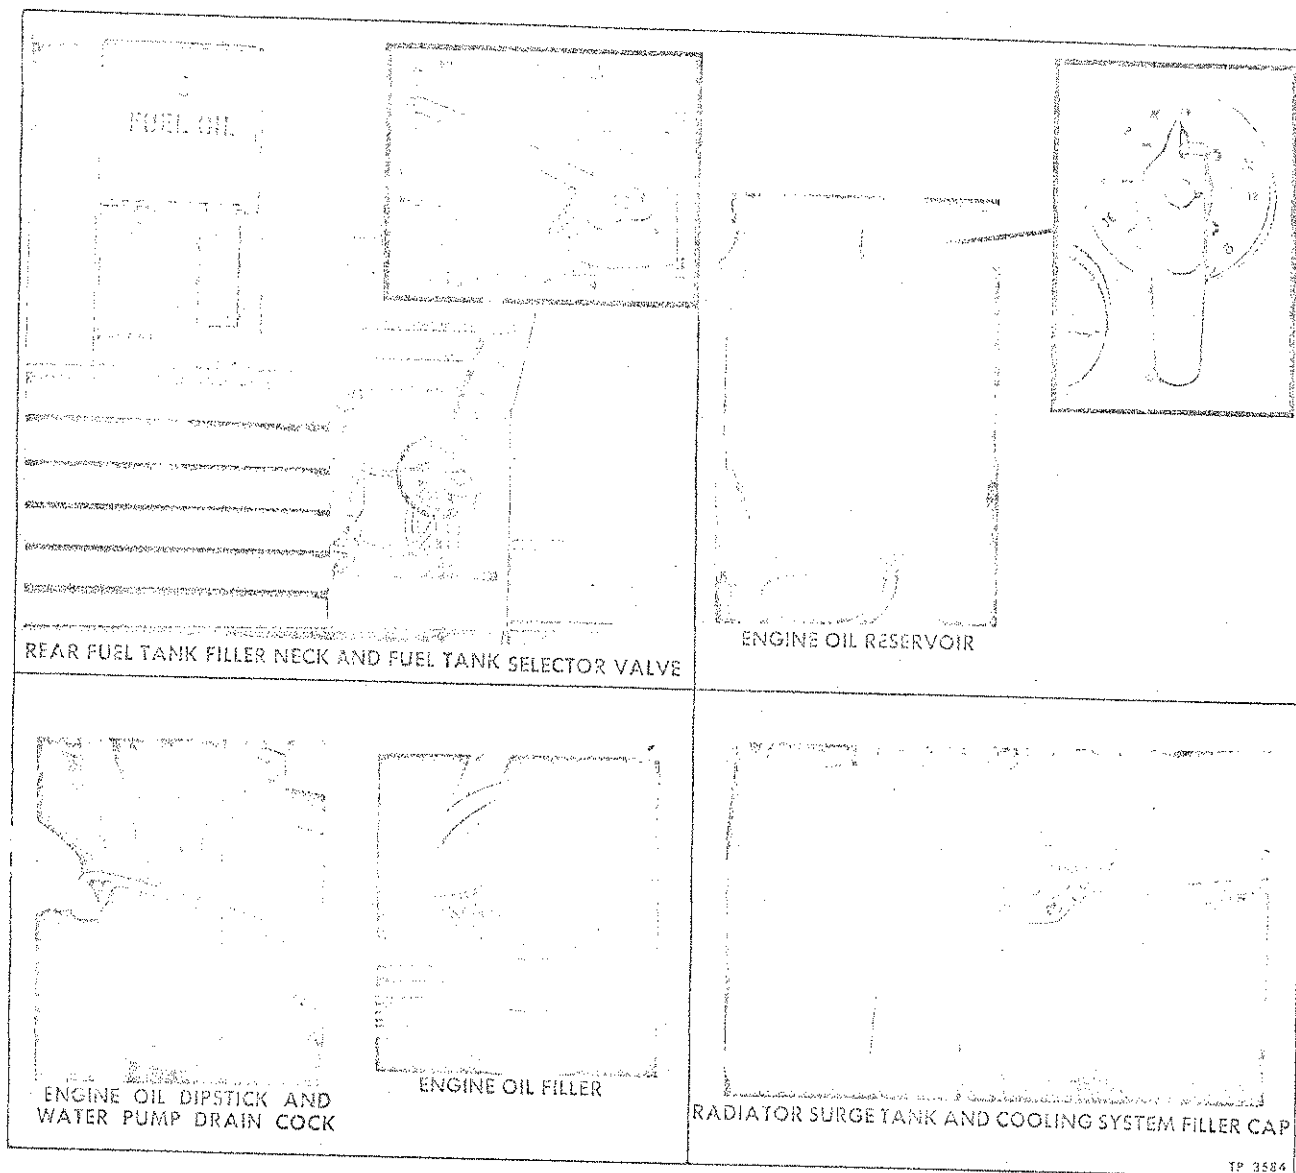 FUEL OIL
12
REAR FUEL TANK FILLER NECK AND FUEL TANK SELECTOR VALVE
ENGINE OIL RESERVOIR
ENGINE OIL DIPSTICK AND
WATER PUMP DRAIN COCK
ENGINE OIL FILLER
RADIATOR SURGE TANK AND COOLING SYSTEM FILLER CAP
TP 3584